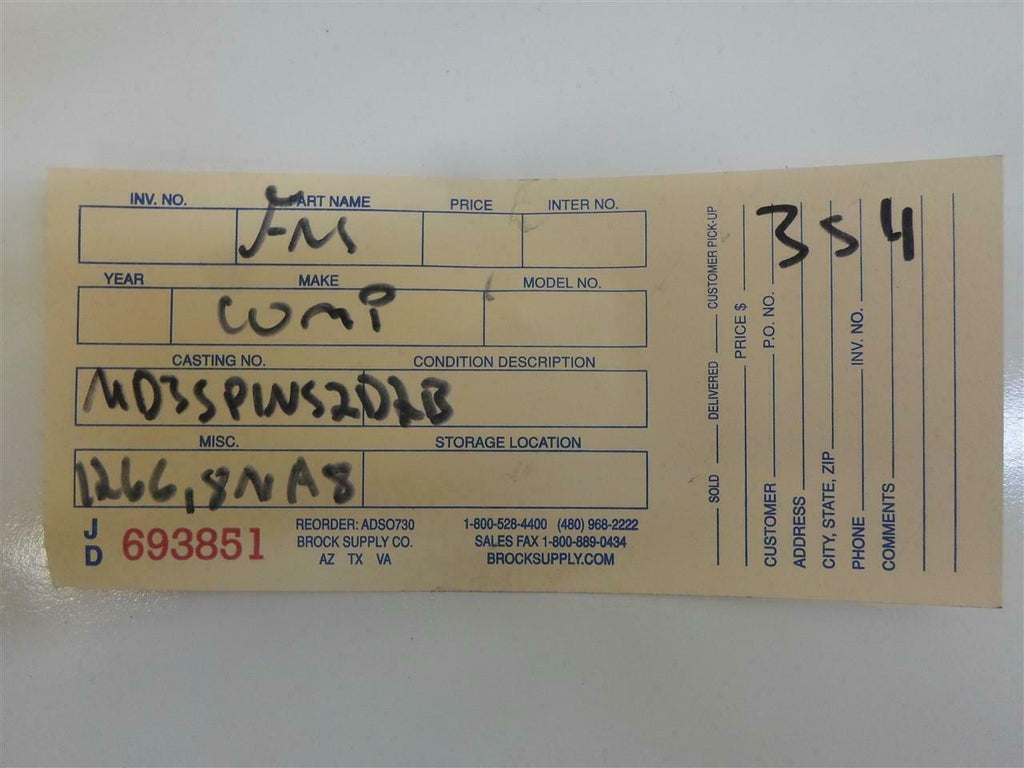 INV. NO. PART NAME PRICE INTER NO.
YEAR MAKE MODEL NO.
COMP
CASTING NO. CONDITION DESCRIPTION
MD35PINS2D2B
MISC. STORAGE LOCATION
1266,8NA8
JD 693851
REORDER: ADSO730
BROCK SUPPLY CO.
AZ TX VA
1-800-528-4400 (480) 968-2222
SALES FAX 1-800-889-0434
BROCKSUPPLY.COM
SOLD DELIVERED CUSTOMER PICK-UP
PRICE $
CUSTOMER P.O. NO.
ADDRESS
CITY, STATE, ZIP
PHONE INV. NO.
COMMENTS
354